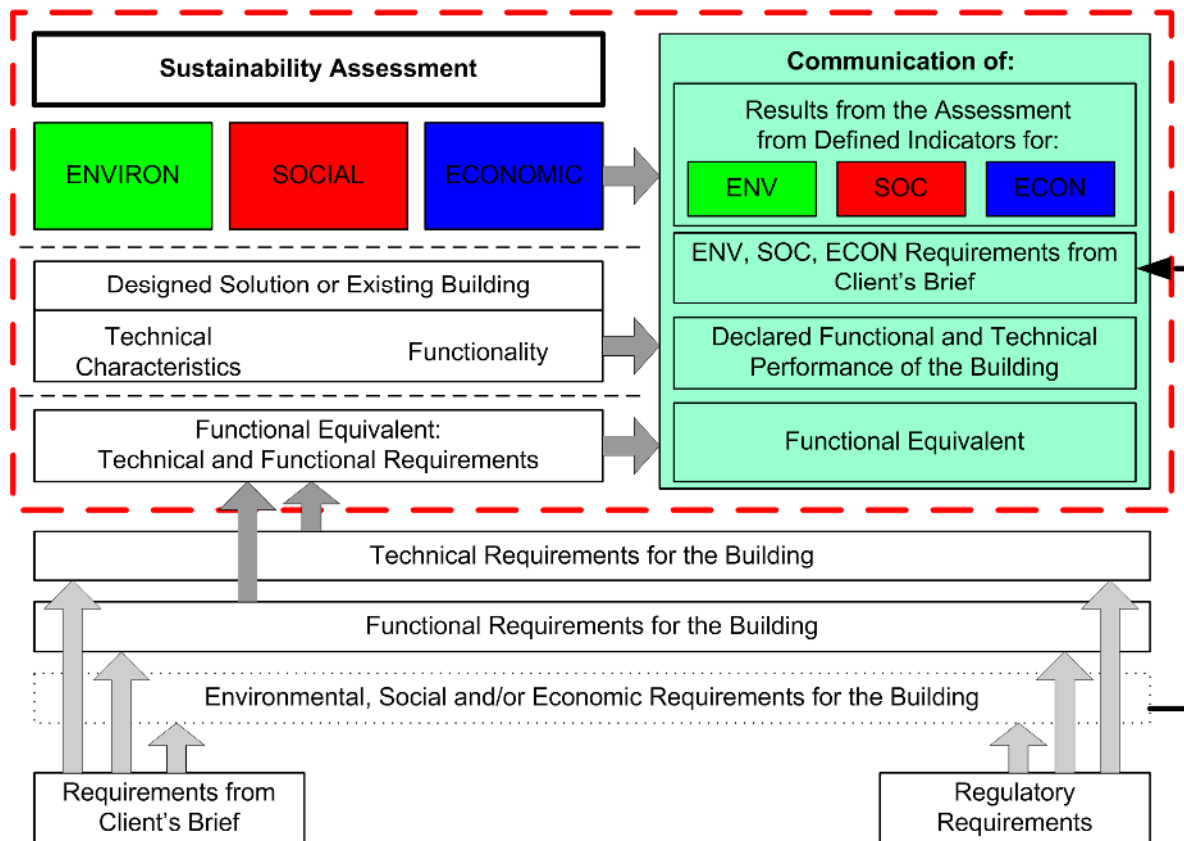 Sustainability Assessment
ENVIRON
SOCIAL
ECONOMIC
Communication of:
Results from the Assessment
from Defined Indicators for:
ENV
SOC
ECON
ENV, SOC, ECON Requirements from
Client's Brief
Designed Solution or Existing Building
Technical
Characteristics
Functionality
Declared Functional and Technical
Performance of the Building
Functional Equivalent:
Technical and Functional Requirements
Functional Equivalent
Technical Requirements for the Building
Functional Requirements for the Building
Environmental, Social and/or Economic Requirements for the Building
Requirements from
Client's Brief
Regulatory
Requirements